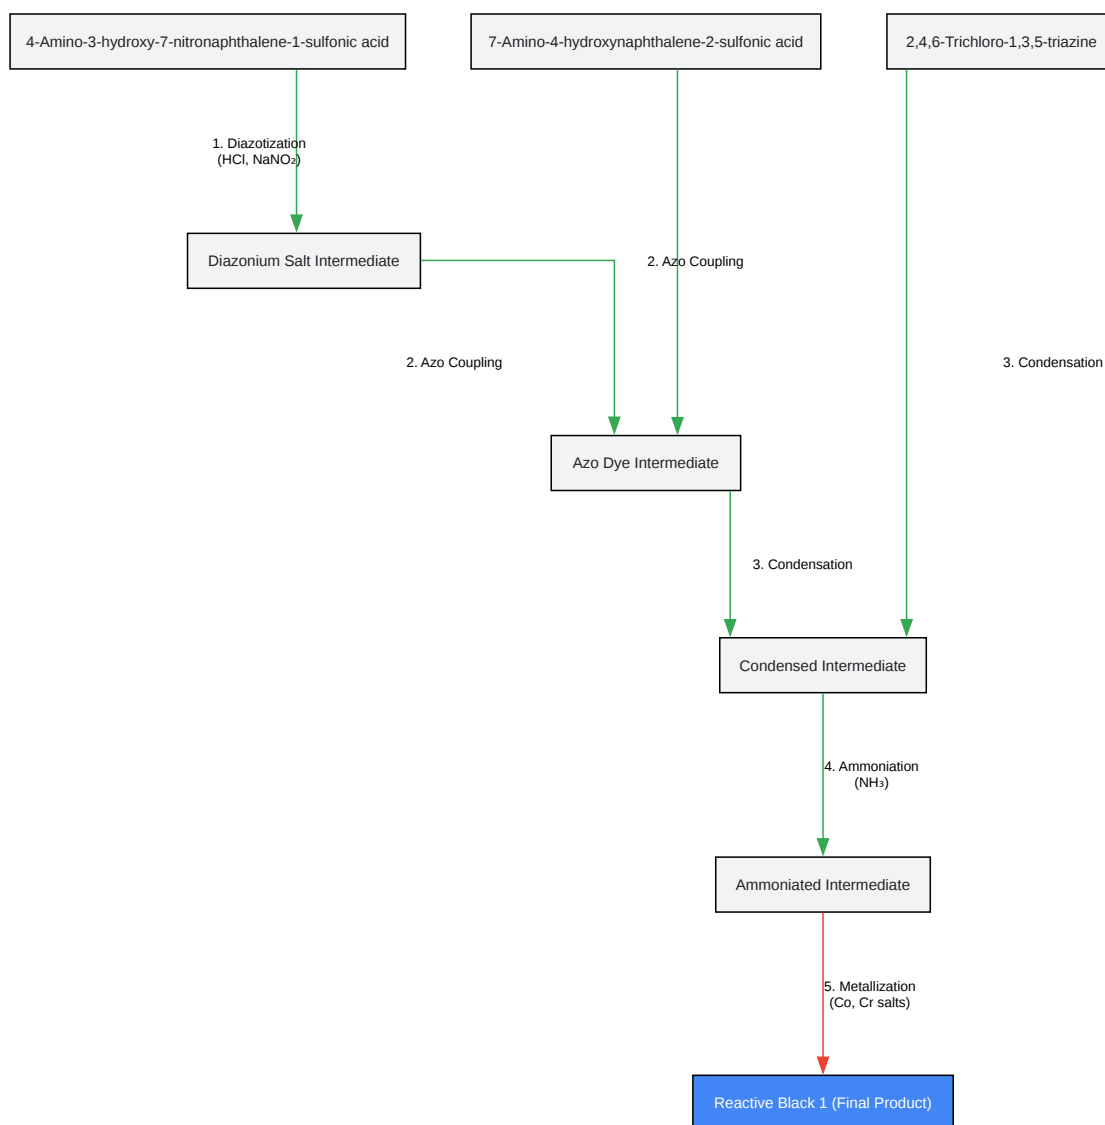 4-Amino-3-hydroxy-7-nitronaphthalene-1-sulfonic acid
7-Amino-4-hydroxynaphthalene-2-sulfonic acid
2,4,6-Trichloro-1,3,5-triazine
1. Diazotization
(HCl, NaNO₂)
Diazonium Salt Intermediate
2. Azo Coupling
2. Azo Coupling
3. Condensation
Azo Dye Intermediate
3. Condensation
Condensed Intermediate
4. Ammoniation
(NH₃)
Ammoniated Intermediate
5. Metallization
(Co, Cr salts)
Reactive Black 1 (Final Product)